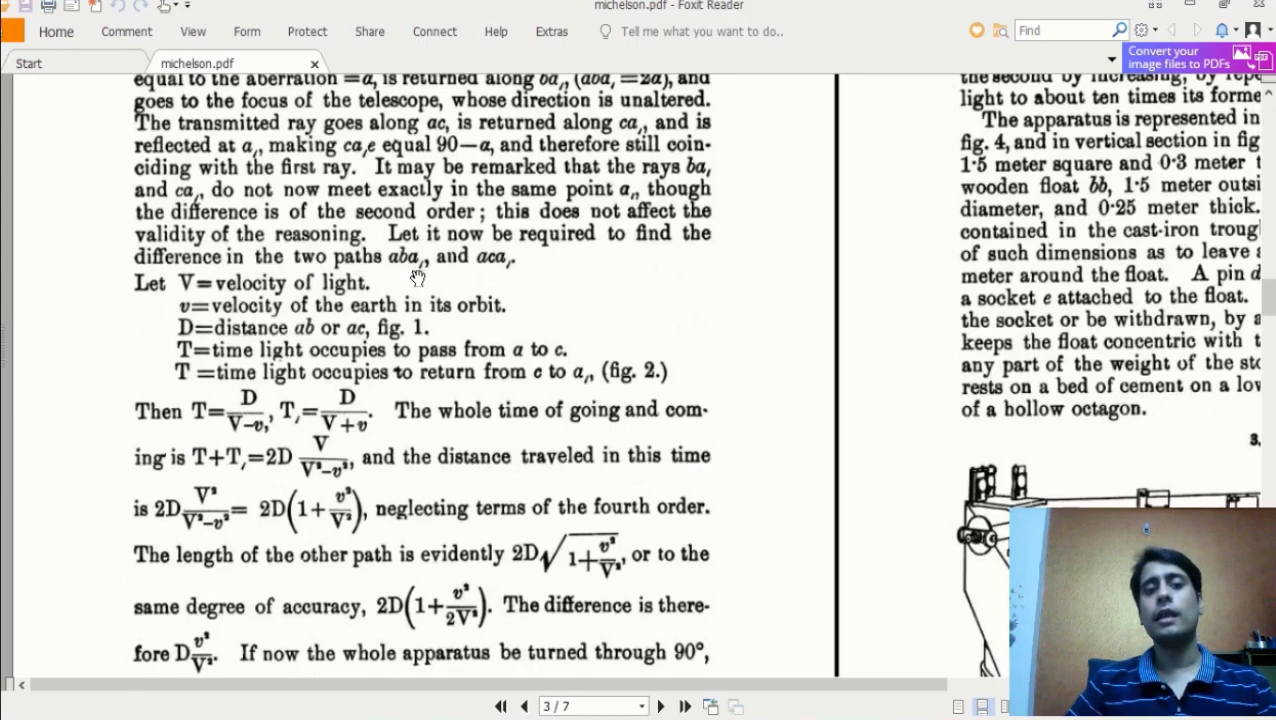 michelson.pdf - Foxit Reader
Home Comment View Form Protect Share Connect Help Extras Tell me what you want to do.. Find
Start michelson.pdf
Convert your
image files to PDFs
equal to the aberration =a, is returned along ba͵͵, (aba͵ =2a), and
goes to the focus of the telescope, whose direction is unaltered.
The transmitted ray goes along ac, is returned along ca͵, and is
reflected at a͵, making ca͵e equal 90—a, and therefore still coin-
ciding with the first ray. It may be remarked that the rays ba͵
and ca͵, do not now meet exactly in the same point a͵, though
the difference is of the second order; this does not affect the
validity of the reasoning. Let it now be required to find the
difference in the two paths aba͵, and aca͵.
Let V=velocity of light.
v=velocity of the earth in its orbit.
D=distance ab or ac, fig. 1.
T=time light occupies to pass from a to c.
T =time light occupies to return from c to a͵, (fig. 2.)
Then T=D/(V−v), T͵=D/(V+v). The whole time of going and com-
ing is T+T͵=2D V/(V²−v²), and the distance traveled in this time
is 2D V²/(V²−v²)= 2D(1+v²/V²), neglecting terms of the fourth order.
The length of the other path is evidently 2D√(1+v²/V²), or to the
same degree of accuracy, 2D(1+v²/2V²). The difference is there-
fore D v²/V². If now the whole apparatus be turned through 90°,
the second by increasing, by repe
light to about ten times its forme
The apparatus is represented in
fig. 4, and in vertical section in fig
1·5 meter square and 0·3 meter t
wooden float bb, 1·5 meter outsi
diameter, and 0·25 meter thick.
contained in the cast-iron troug
of such dimensions as to leave a
meter around the float. A pin d
a socket e attached to the float.
the socket or be withdrawn, by a
keeps the float concentric with t
any part of the weight of the sto
rests on a bed of cement on a lov
of a hollow octagon.
3.
3 / 7